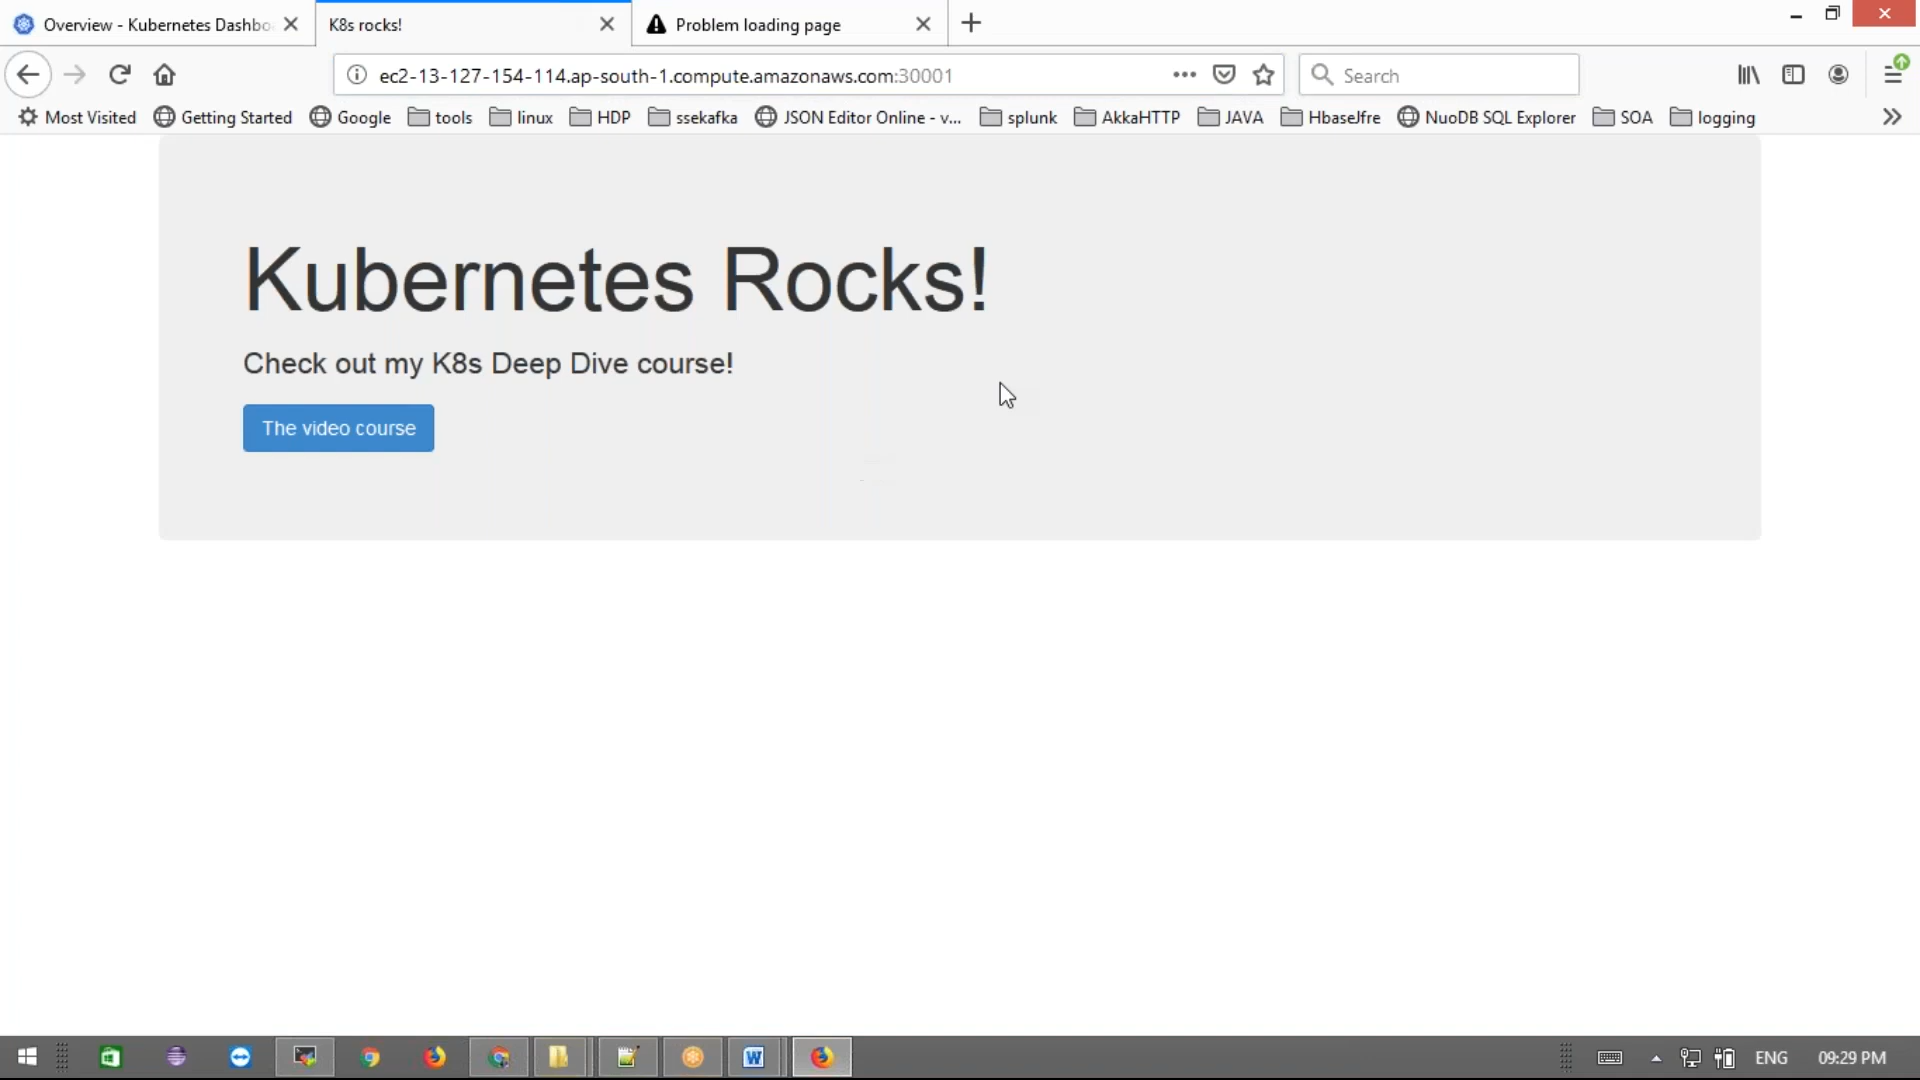 Overview - Kubernetes Dashbo
K8s rocks!
Problem loading page
ec2-13-127-154-114.ap-south-1.compute.amazonaws.com:30001
Search
Most Visited
Getting Started
Google
tools
linux
HDP
ssekafka
JSON Editor Online - v...
splunk
AkkaHTTP
JAVA
HbaseJfre
NuoDB SQL Explorer
SOA
logging
Kubernetes Rocks!
Check out my K8s Deep Dive course!
The video course
ENG
09:29 PM